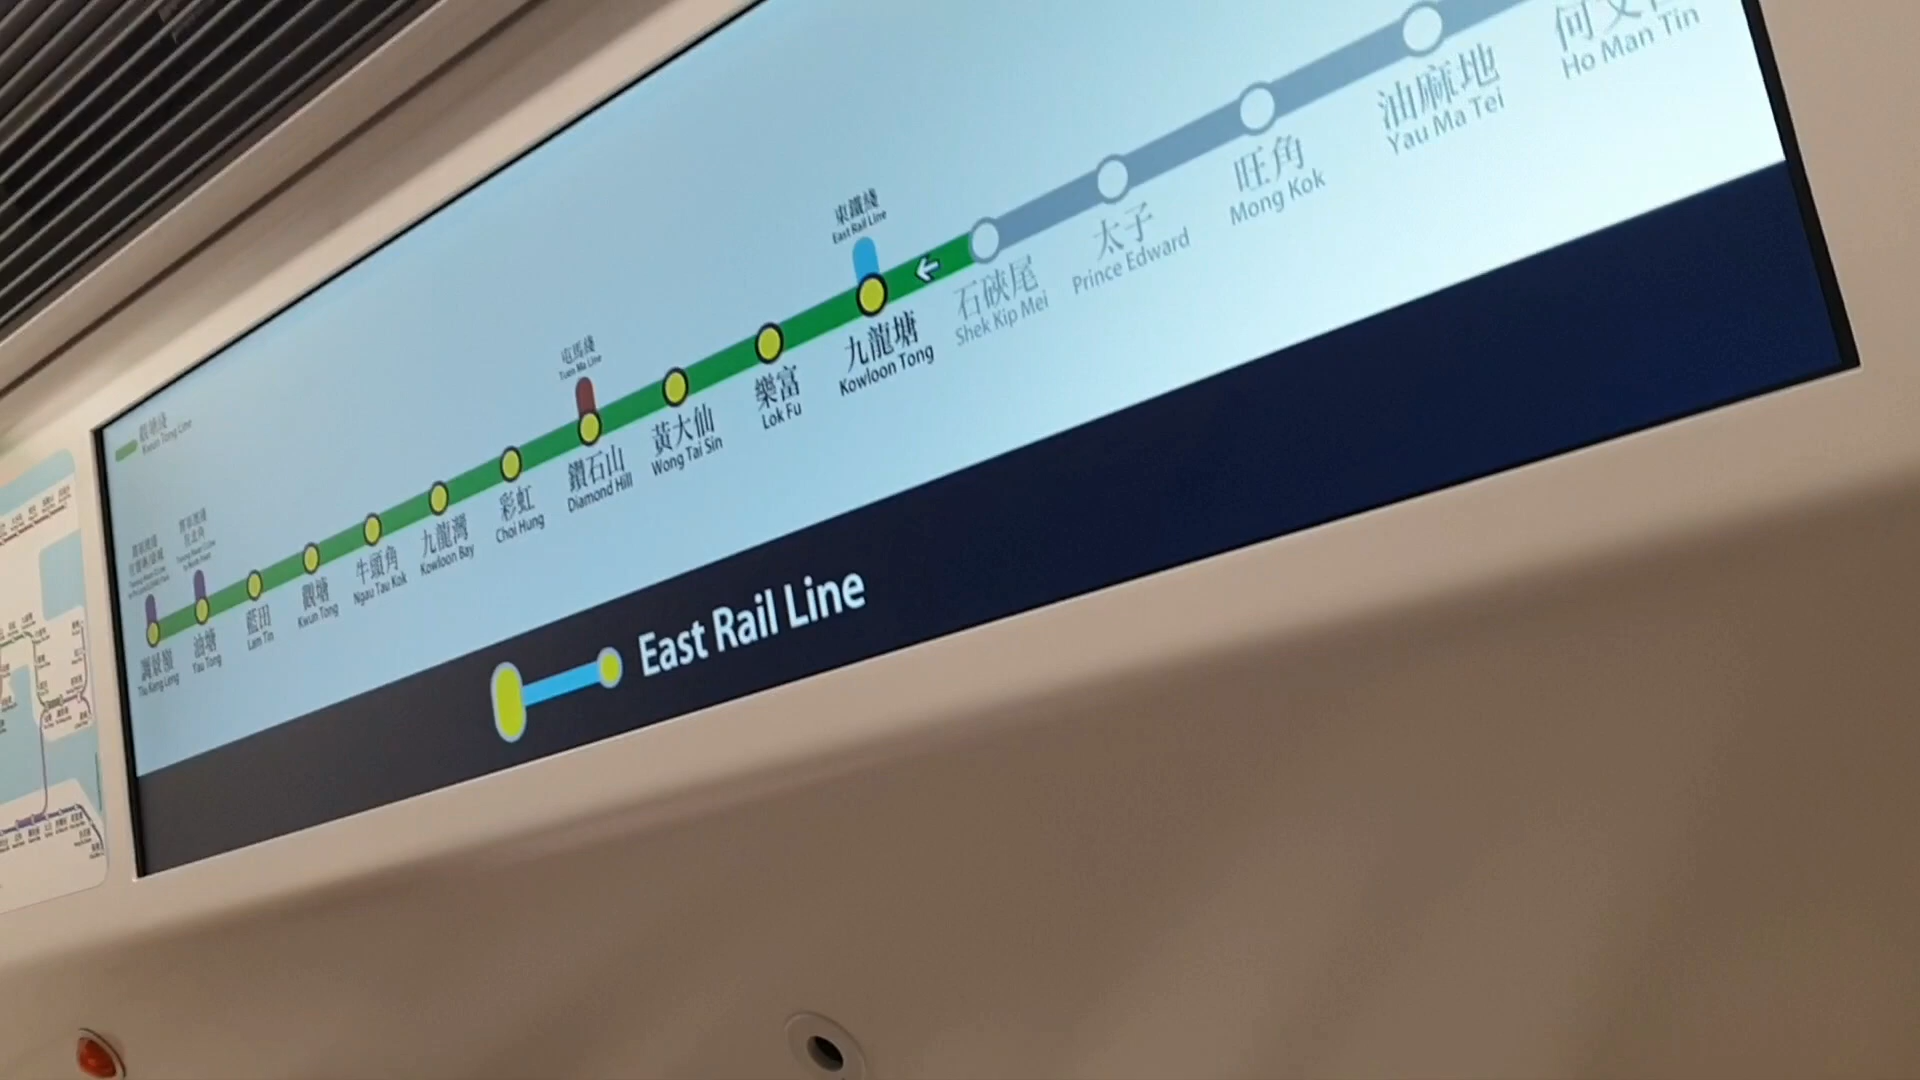 觀塘綫
Kwun Tong Line
調景嶺
Tiu Keng Leng
油塘
Yau Tong
藍田
Lam Tin
觀塘
Kwun Tong
牛頭角
Ngau Tau Kok
九龍灣
Kowloon Bay
彩虹
Choi Hung
屯馬綫
Tuen Ma Line
鑽石山
Diamond Hill
黃大仙
Wong Tai Sin
樂富
Lok Fu
東鐵綫
East Rail Line
九龍塘
Kowloon Tong
石硤尾
Shek Kip Mei
太子
Prince Edward
旺角
Mong Kok
油麻地
Yau Ma Tei
Ho Man Tin
East Rail Line